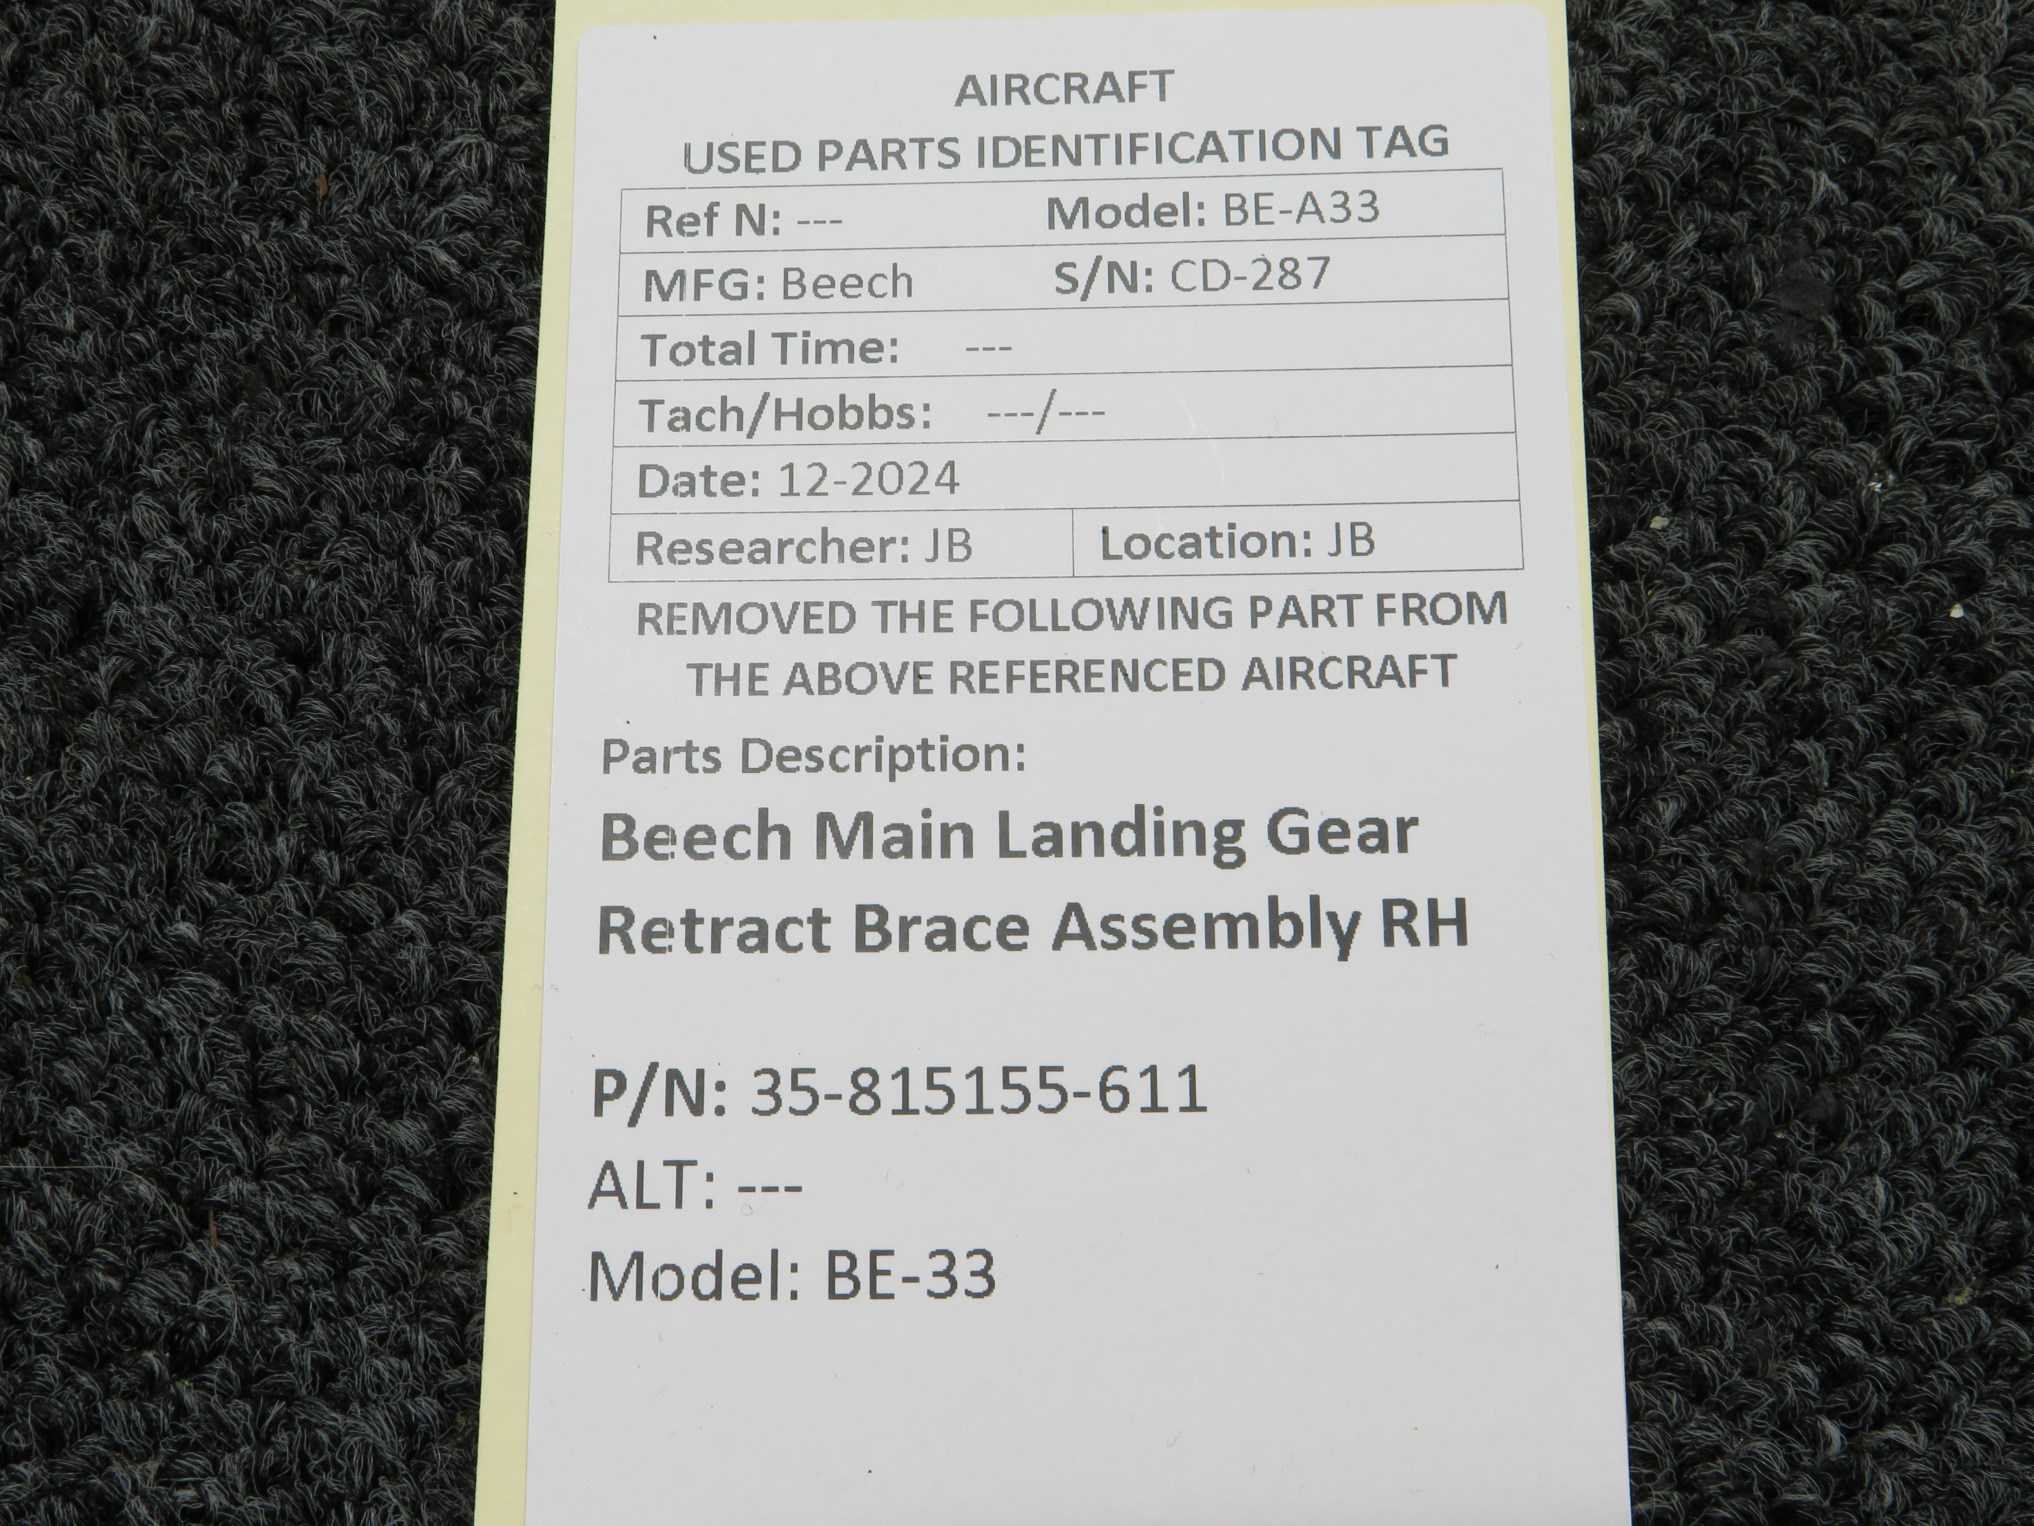 AIRCRAFT
USED PARTS IDENTIFICATION TAG
Ref N: --- Model: BE-A33
MFG: Beech S/N: CD-287
Total Time: ---
Tach/Hobbs: ---/---
Date: 12-2024
Researcher: JB Location: JB
REMOVED THE FOLLOWING PART FROM
THE ABOVE REFERENCED AIRCRAFT
Parts Description:
Beech Main Landing Gear
Retract Brace Assembly RH
P/N: 35-815155-611
ALT: ---
Model: BE-33